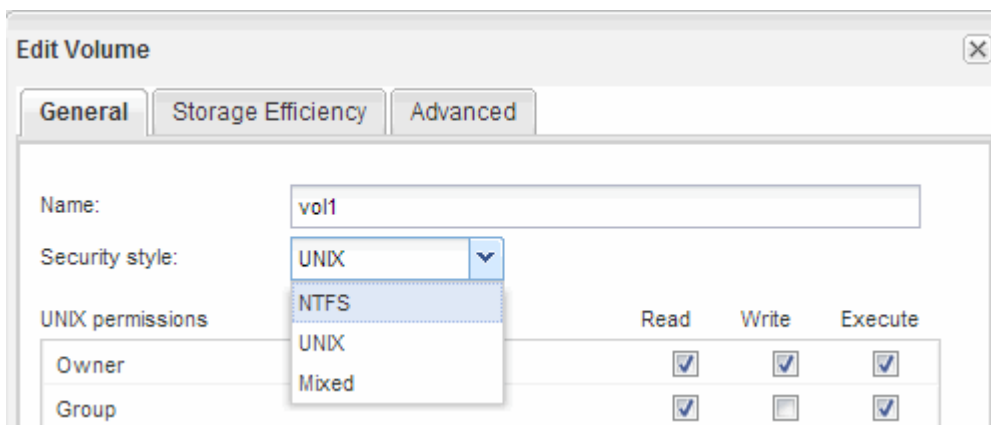 Edit Volume
General Storage Efficiency Advanced
Name: vol1
Security style: UNIX
NTFS
UNIX permissions Read Write Execute
UNIX
Owner
Mixed
Group